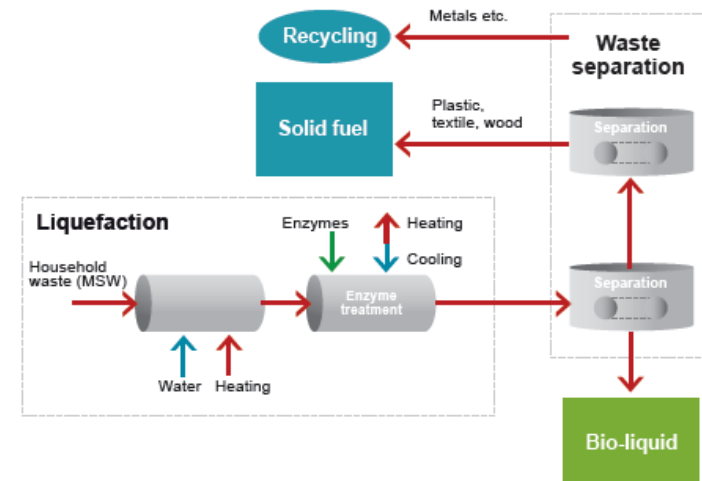 Metals etc.
Recycling
Waste
separation
Plastic,
textile, wood
Solid fuel
Separation
Liquefaction
Enzymes
Heating
Cooling
Household
waste (MSW)
Enzyme
treatment
Separation
Water
Heating
Bio-liquid